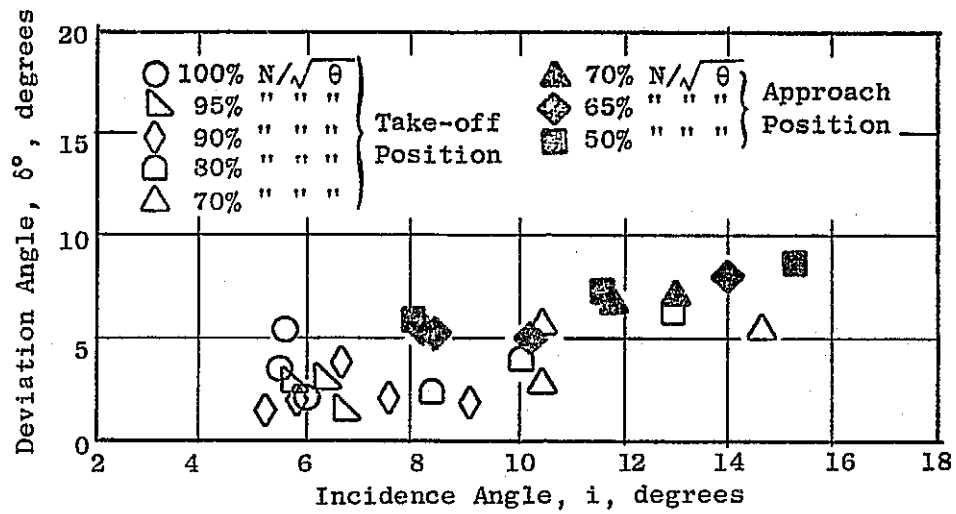 Deviation Angle, δ°, degrees
20
15
10
5
0
100% N/√θ
95% " " "
90% " " "
80% " " "
70% " " "
Take-off
Position
70% N/√θ
65% " " "
50% " " "
Approach
Position
2 4 6 8 10 12 14 16 18
Incidence Angle, i, degrees